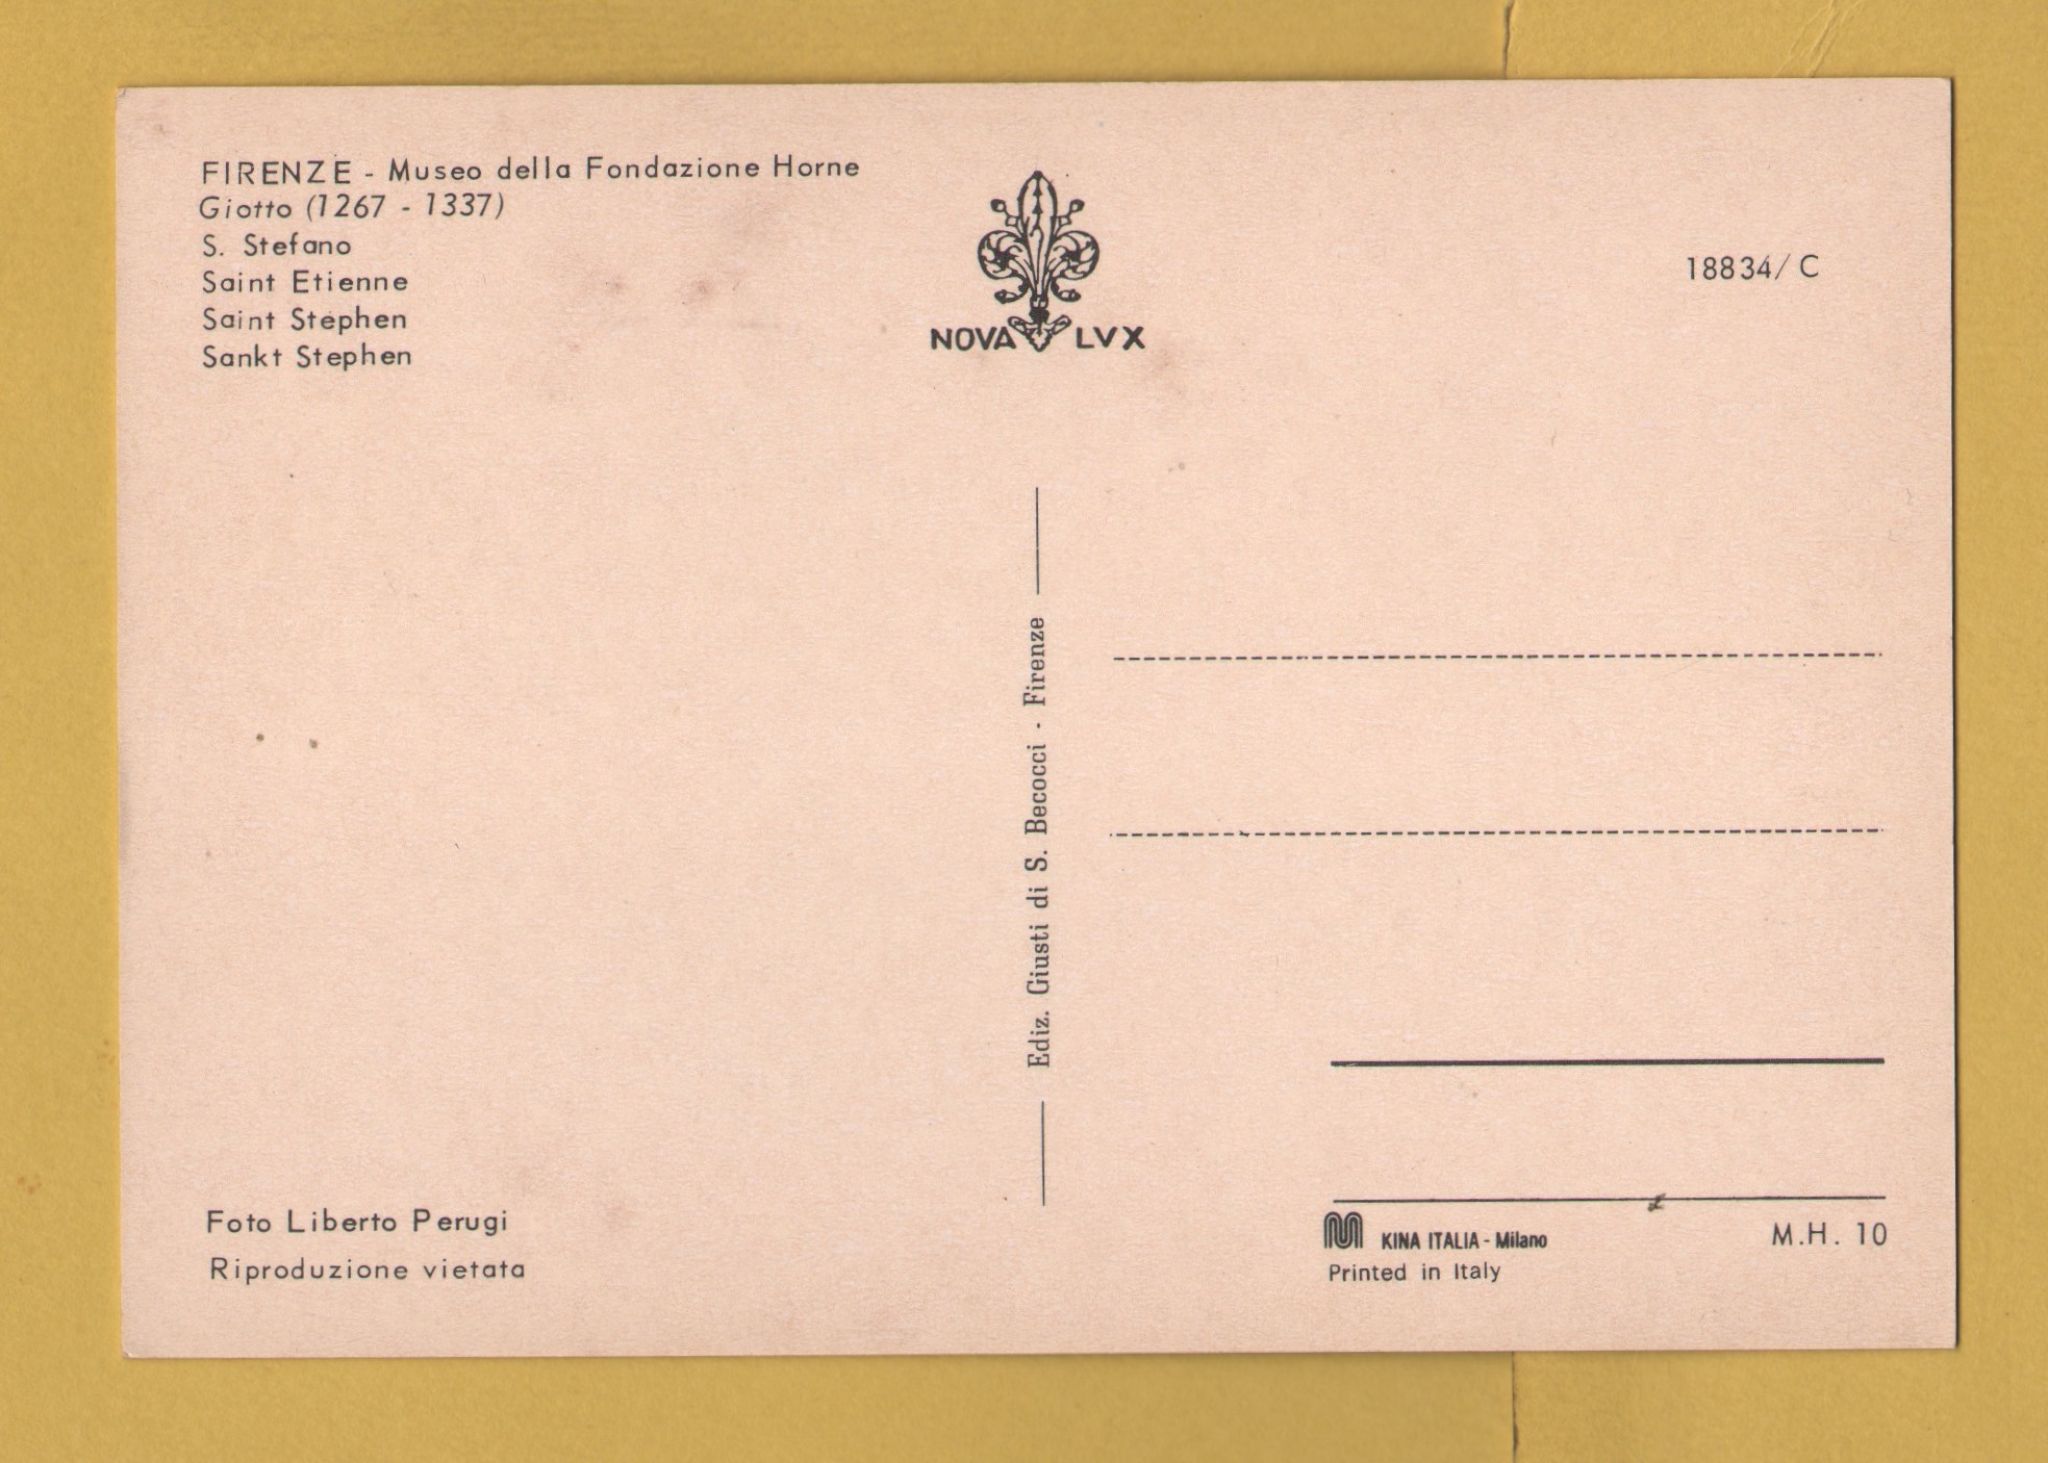 FIRENZE - Museo della Fondazione Horne
Giotto (1267 - 1337)
S. Stefano
Saint Etienne
Saint Stephen
Sankt Stephen
NOVA LVX
18834/ C
Ediz. Giusti di S. Becocci - Firenze
Foto Liberto Perugi
Riproduzione vietata
KINA ITALIA - Milano
Printed in Italy
M.H. 10